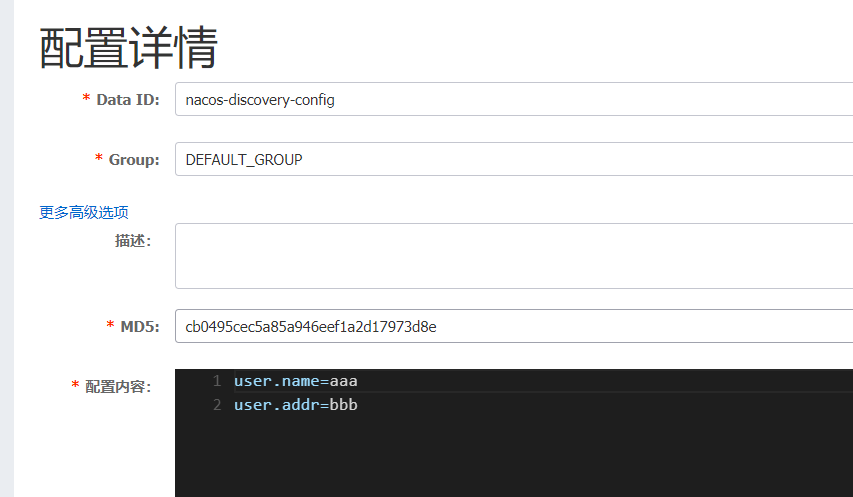 配置详情
* Data ID: nacos-discovery-config
* Group: DEFAULT_GROUP
更多高级选项
描述:
* MD5: cb0495cec5a85a946eef1a2d17973d8e
* 配置内容:
1 user.name=aaa
2 user.addr=bbb